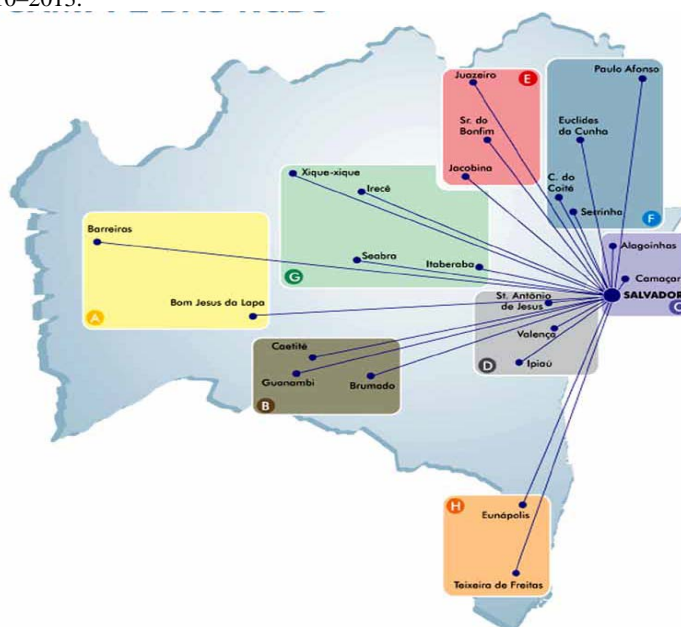 Juazeiro
E
Sr. do
Bonfim
Jacobina
Paulo Afonso
Euclides
da Cunha
C. do
Coité
Serrinha
F
Xique-xique
Irecê
Seabra
Itaberaba
G
Barreiras
Bom Jesus da Lapa
A
Alagoinhas
Camaçar
SALVADOR
C
St. Antônio
de Jesus
Valença
Ipiaú
D
Caetité
Guanambi
Brumado
B
H
Eunápolis
Teixeira de Freitas